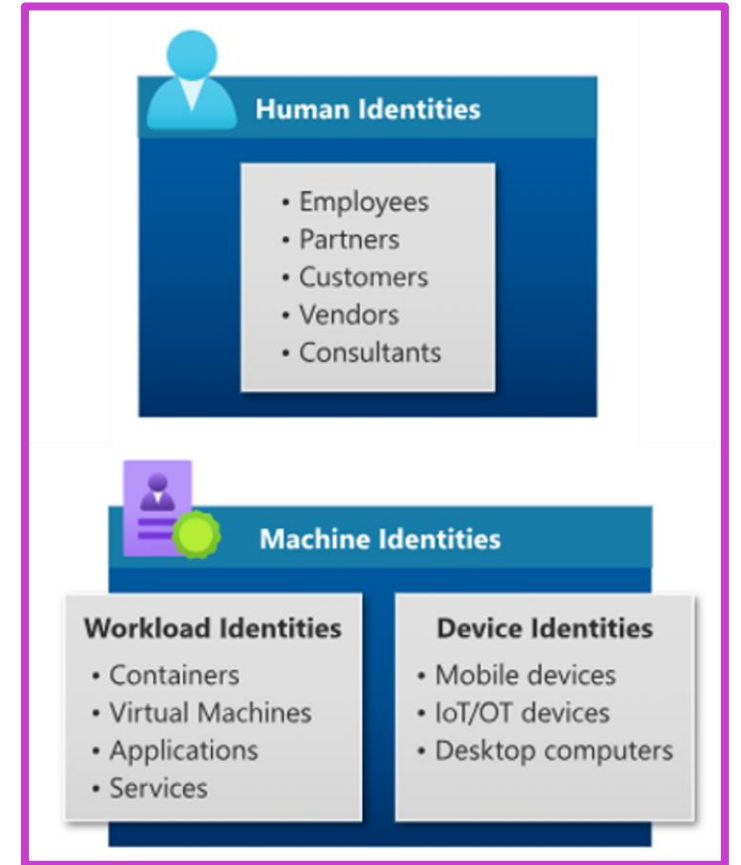 Human Identities
• Employees
• Partners
• Customers
• Vendors
• Consultants
Machine Identities
Workload Identities
• Containers
• Virtual Machines
• Applications
• Services
Device Identities
• Mobile devices
• IoT/OT devices
• Desktop computers